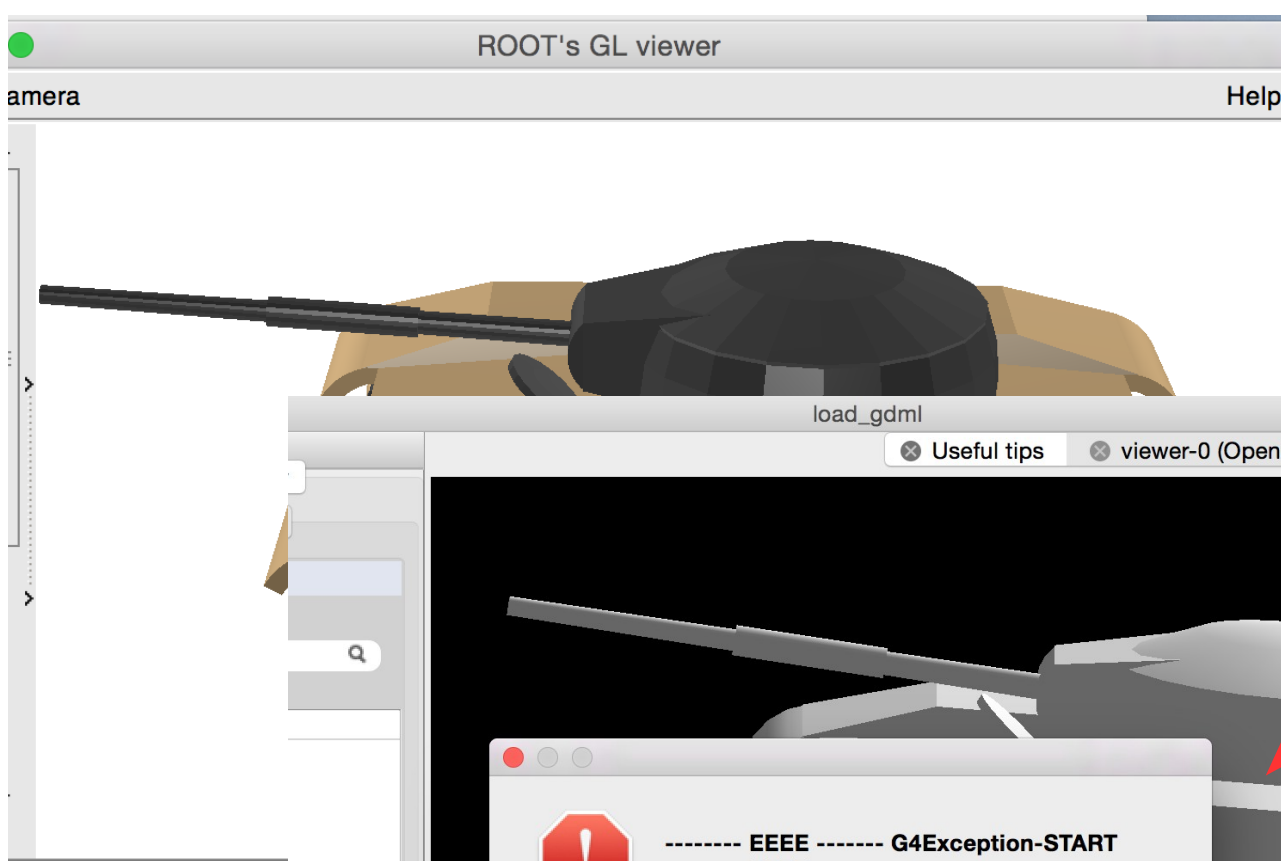 ROOT's GL viewer
amera
Help
load_gdml
Useful tips
viewer-0 (Open
-------- EEEE ------- G4Exception-START